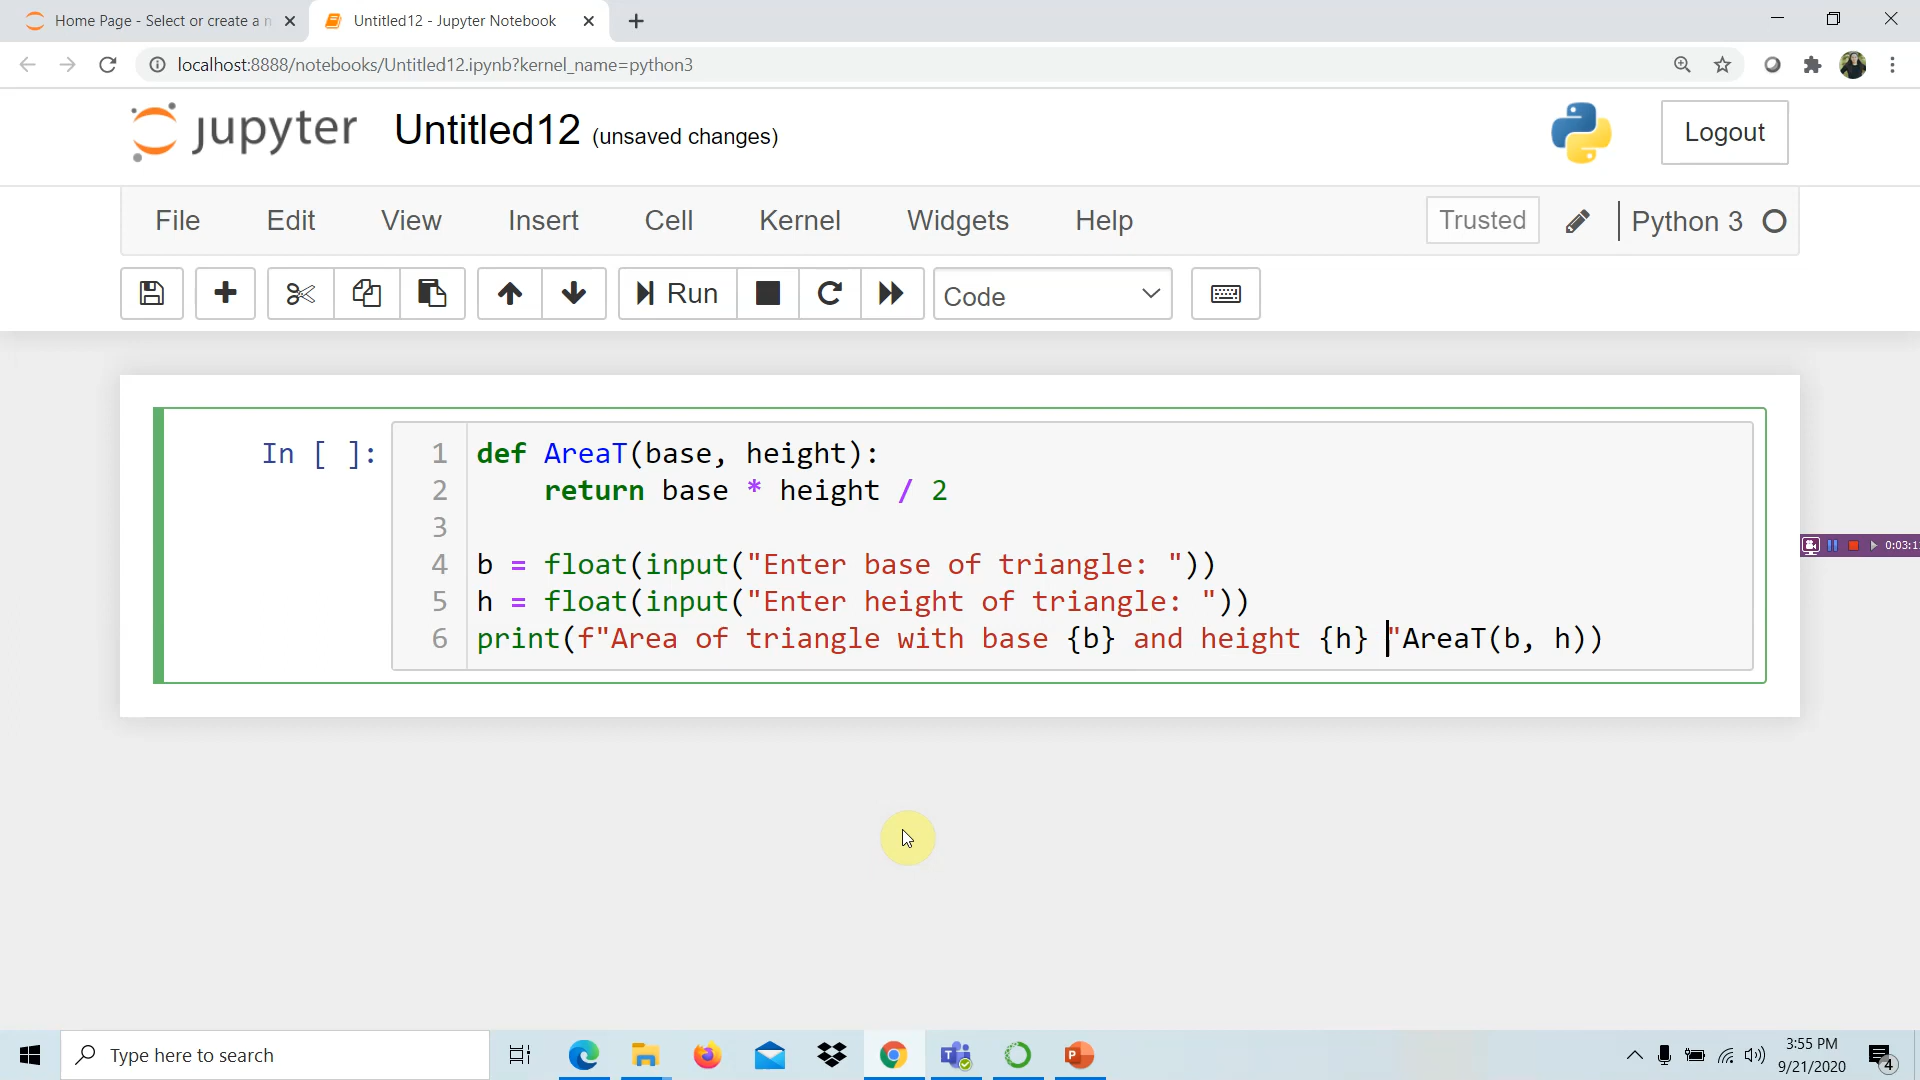 Home Page - Select or create a n
Untitled12 - Jupyter Notebook
localhost:8888/notebooks/Untitled12.ipynb?kernel_name=python3
jupyter Untitled12 (unsaved changes)
Logout
File Edit View Insert Cell Kernel Widgets Help
Trusted
Python 3
Run
Code
In [ ]:
1 def AreaT(base, height):
2     return base * height / 2
3
4 b = float(input("Enter base of triangle: "))
5 h = float(input("Enter height of triangle: "))
6 print(f"Area of triangle with base {b} and height {h} "AreaT(b, h))
0:03:1
Type here to search
3:55 PM
9/21/2020
4